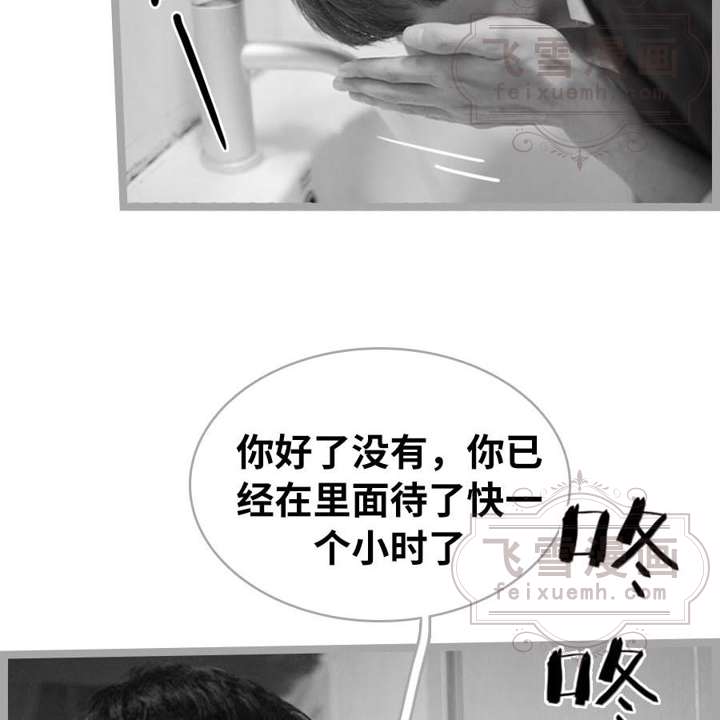 飞雪漫画
feixuemh.com
你好了没有，你已
经在里面待了快一
个小时了
咚
飞雪漫画
feixuemh.com
咚